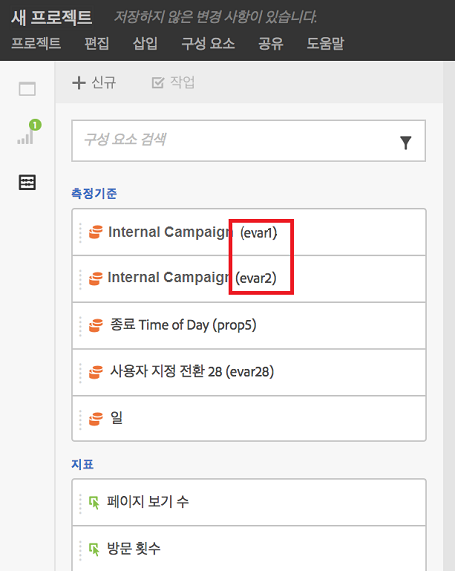 새 프로젝트 저장하지 않은 변경 사항이 있습니다.
프로젝트 편집 삽입 구성 요소 공유 도움말
1
+ 신규 작업
구성 요소 검색
측정기준
Internal Campaign (evar1)
Internal Campaign (evar2)
종료 Time of Day (prop5)
사용자 지정 전환 28 (evar28)
일
지표
페이지 보기 수
방문 횟수